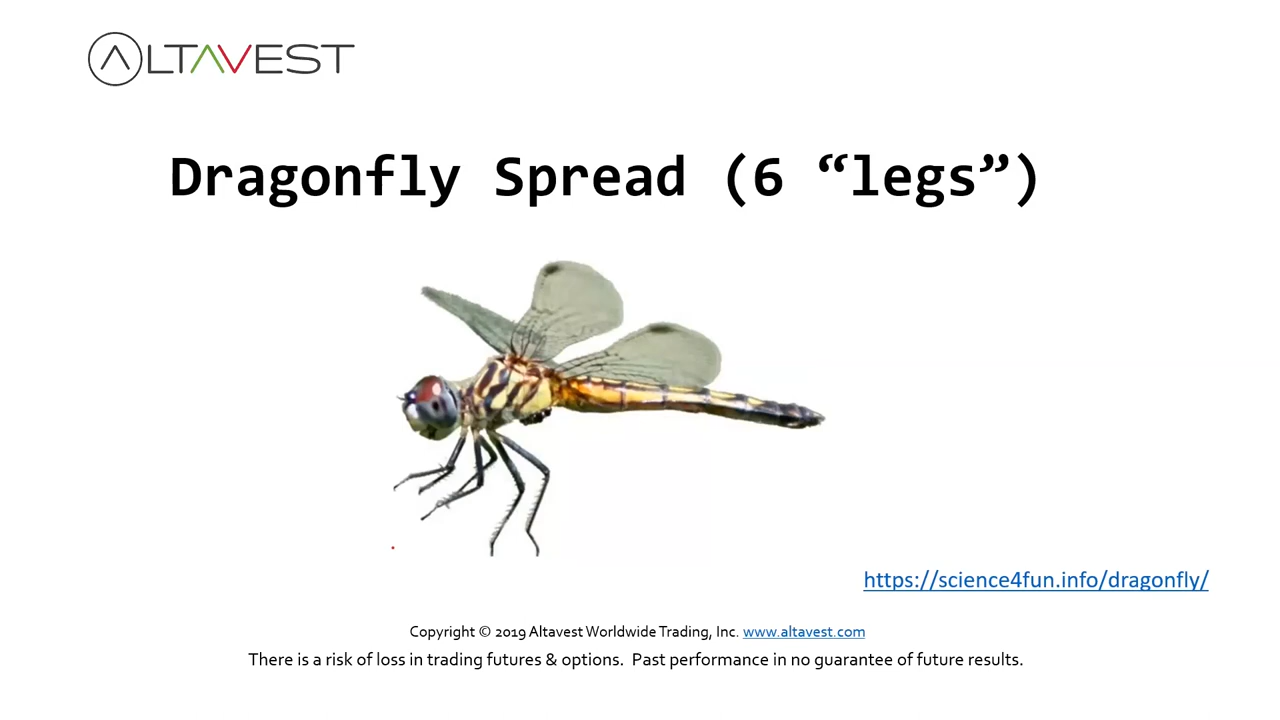 ALTAVEST
Dragonfly Spread (6 “legs”)
https://science4fun.info/dragonfly/
Copyright © 2019 Altavest Worldwide Trading, Inc. www.altavest.com
There is a risk of loss in trading futures & options.  Past performance in no guarantee of future results.